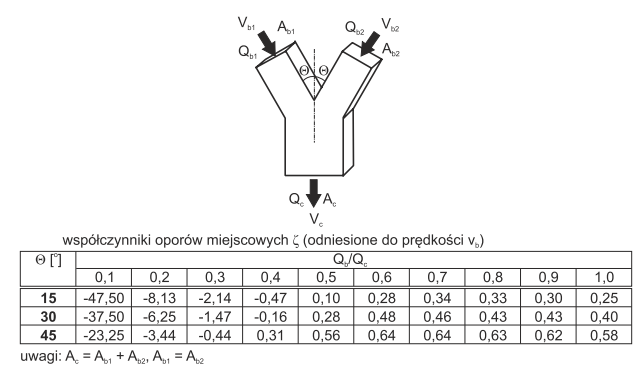 V_b1 A_b1 Q_b2 V_b2
Q_b1 A_b2
Θ Θ
Q_c A_c
V_c
współczynniki oporów miejscowych ζ (odniesione do prędkości v_b)
Θ [°] Q_b/Q_c
0,1 0,2 0,3 0,4 0,5 0,6 0,7 0,8 0,9 1,0
15 -47,50 -8,13 -2,14 -0,47 0,10 0,28 0,34 0,33 0,30 0,25
30 -37,50 -6,25 -1,47 -0,16 0,28 0,48 0,46 0,43 0,43 0,40
45 -23,25 -3,44 -0,44 0,31 0,56 0,64 0,64 0,63 0,62 0,58
uwagi: A_c = A_b1 + A_b2, A_b1 = A_b2